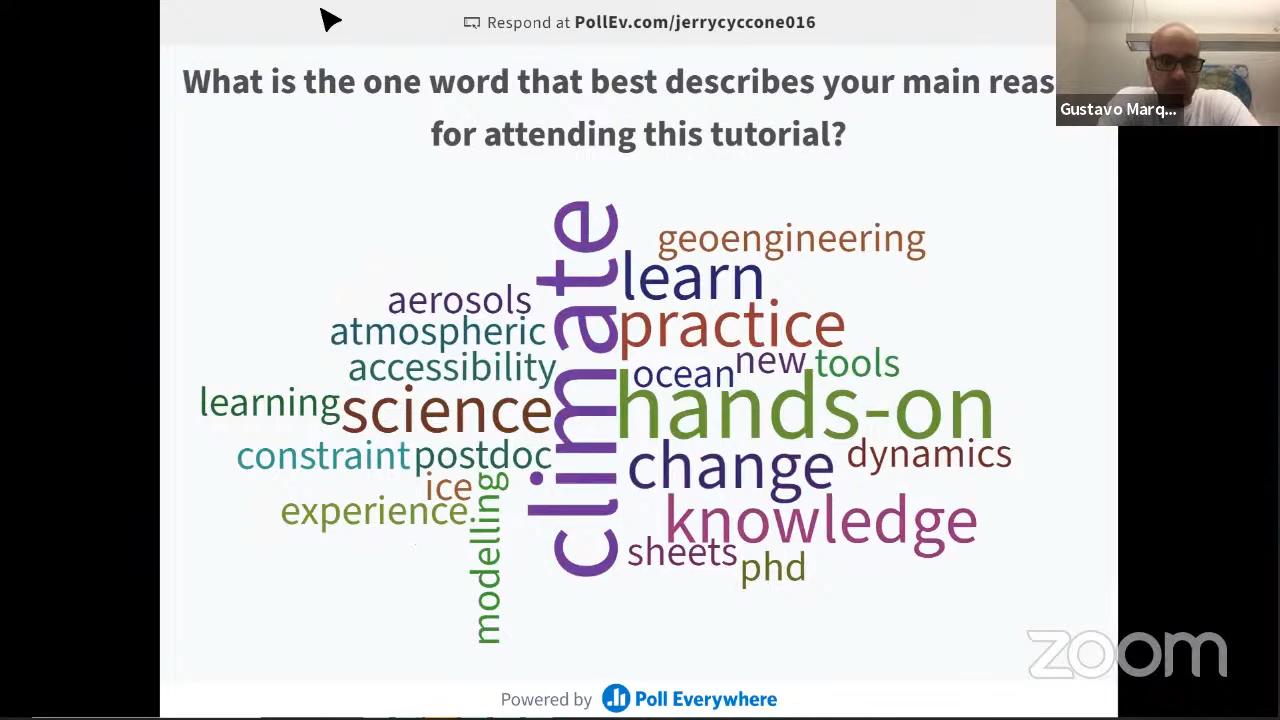 Respond at PollEv.com/jerrycyccone016
What is the one word that best describes your main reas
for attending this tutorial?
Gustavo Marq...
climate
geoengineering
learn
aerosols
practice
atmospheric
accessibility
ocean
new
tools
learning
science
hands-on
constraint
postdoc
change
dynamics
ice
experience
modelling
knowledge
sheets
phd
zoom
Powered by Poll Everywhere